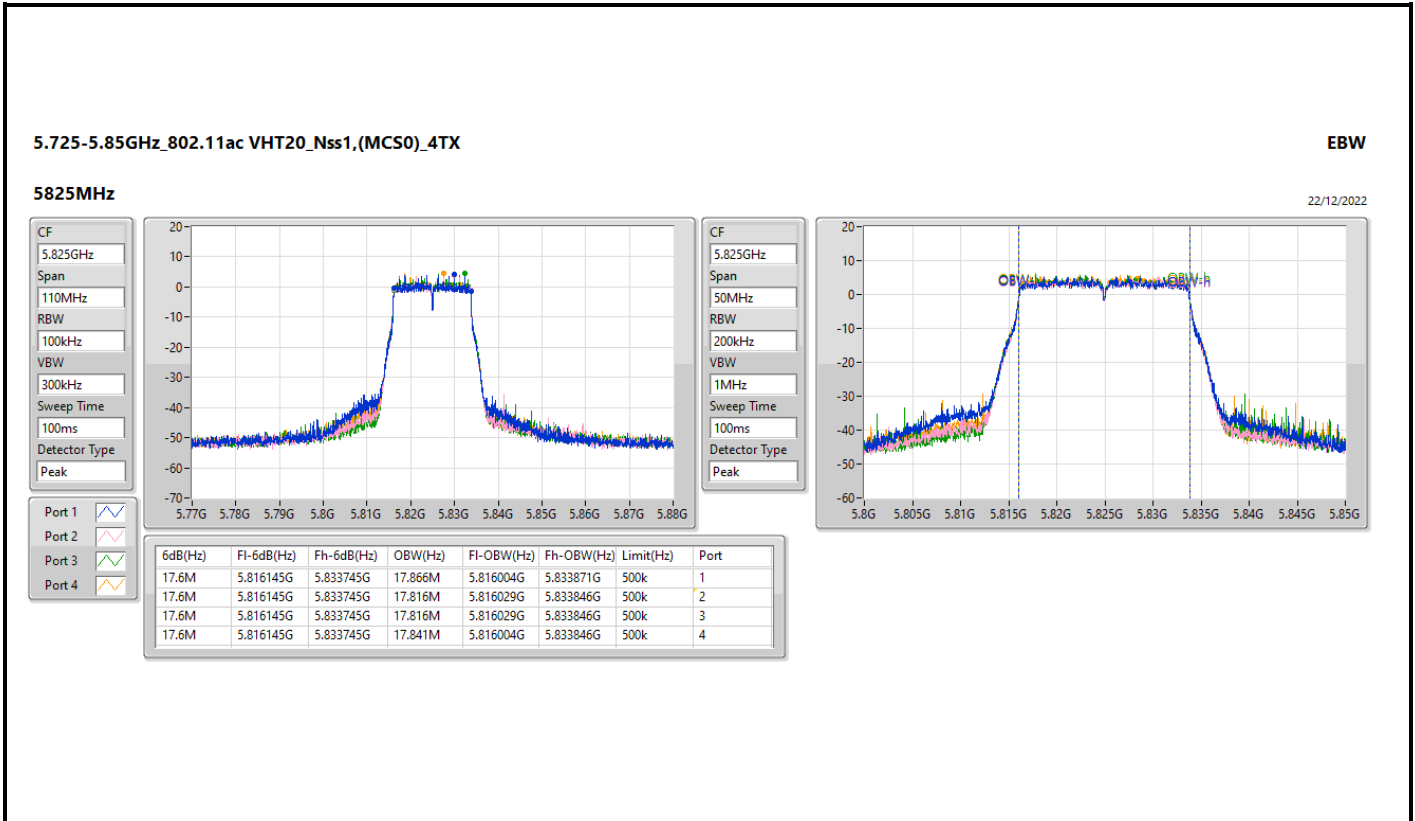 5.725-5.85GHz_802.11ac VHT20_Nss1,(MCS0)_4TX
EBW
5825MHz
22/12/2022
CF
5.825GHz
Span
110MHz
RBW
100kHz
VBW
300kHz
Sweep Time
100ms
Detector Type
Peak
20
10
0
-10
-20
-30
-40
-50
-60
-70
5.77G 5.78G 5.79G 5.8G 5.81G 5.82G 5.83G 5.84G 5.85G 5.86G 5.87G 5.88G
CF
5.825GHz
Span
50MHz
RBW
200kHz
VBW
1MHz
Sweep Time
100ms
Detector Type
Peak
20
10
0
-10
-20
-30
-40
-50
-60
OBW-h
5.8G 5.805G 5.81G 5.815G 5.82G 5.825G 5.83G 5.835G 5.84G 5.845G 5.85G
Port 1
Port 2
Port 3
Port 4
6dB(Hz) Fl-6dB(Hz) Fh-6dB(Hz) OBW(Hz) Fl-OBW(Hz) Fh-OBW(Hz) Limit(Hz) Port
17.6M 5.816145G 5.833745G 17.866M 5.816004G 5.833871G 500k 1
17.6M 5.816145G 5.833745G 17.816M 5.816029G 5.833846G 500k 2
17.6M 5.816145G 5.833745G 17.816M 5.816029G 5.833846G 500k 3
17.6M 5.816145G 5.833745G 17.841M 5.816004G 5.833846G 500k 4